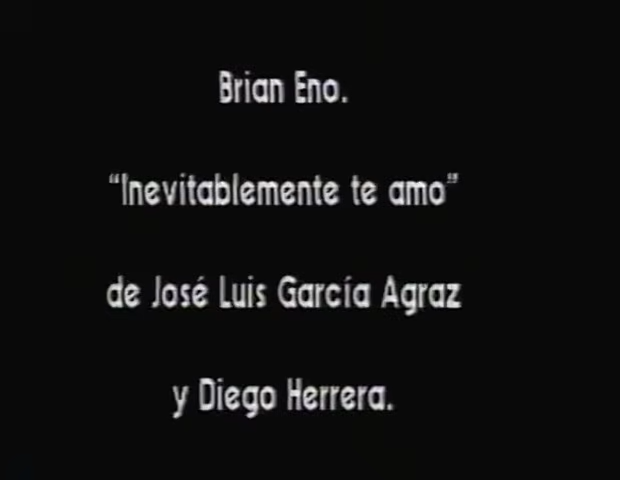 Brian Eno.
“Inevitablemente te amo”
de José Luis García Agraz
y Diego Herrera.